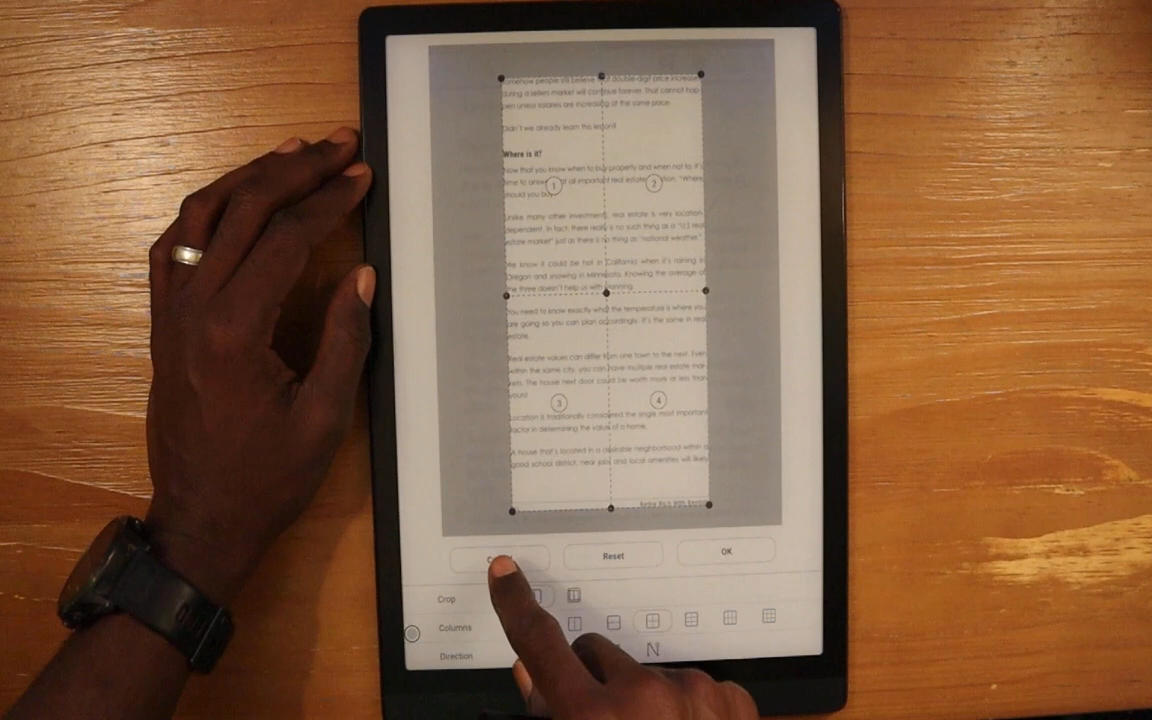 somehow people still believe double-digit price increases
during a sellers market will continue forever. That cannot hap-
pen unless salaries are increasing at the same pace.
Didn't we already learn this lesson?
Where is it?
Now that you know when to buy property and when not to, it's
time to answer that all important real estate question, "Where
should you buy
1
2
Unlike many other investments, real estate is very location
dependent. In fact, there really is no such thing as a "U.S real
estate market" just as there is no thing as "national weather."
We know it could be hot in California when it's raining in
Oregon and snowing in Minnesota. Knowing the average of
the three doesn't help us with planning.
You need to know exactly what the temperature is where you
are going so you can plan accordingly. It's the same in real
estate.
Real estate values can differ from one town to the next. Even
within the same city, you can have multiple real estate mar-
kets. The house next door could be worth more or less than
yours!
3
4
Location is traditionally considered the single most important
factor in determining the value of a home.
A house that's located in a desirable neighborhood within a
good school district, near jobs and local amenities will likely
Reset
OK
Crop
Columns
Direction